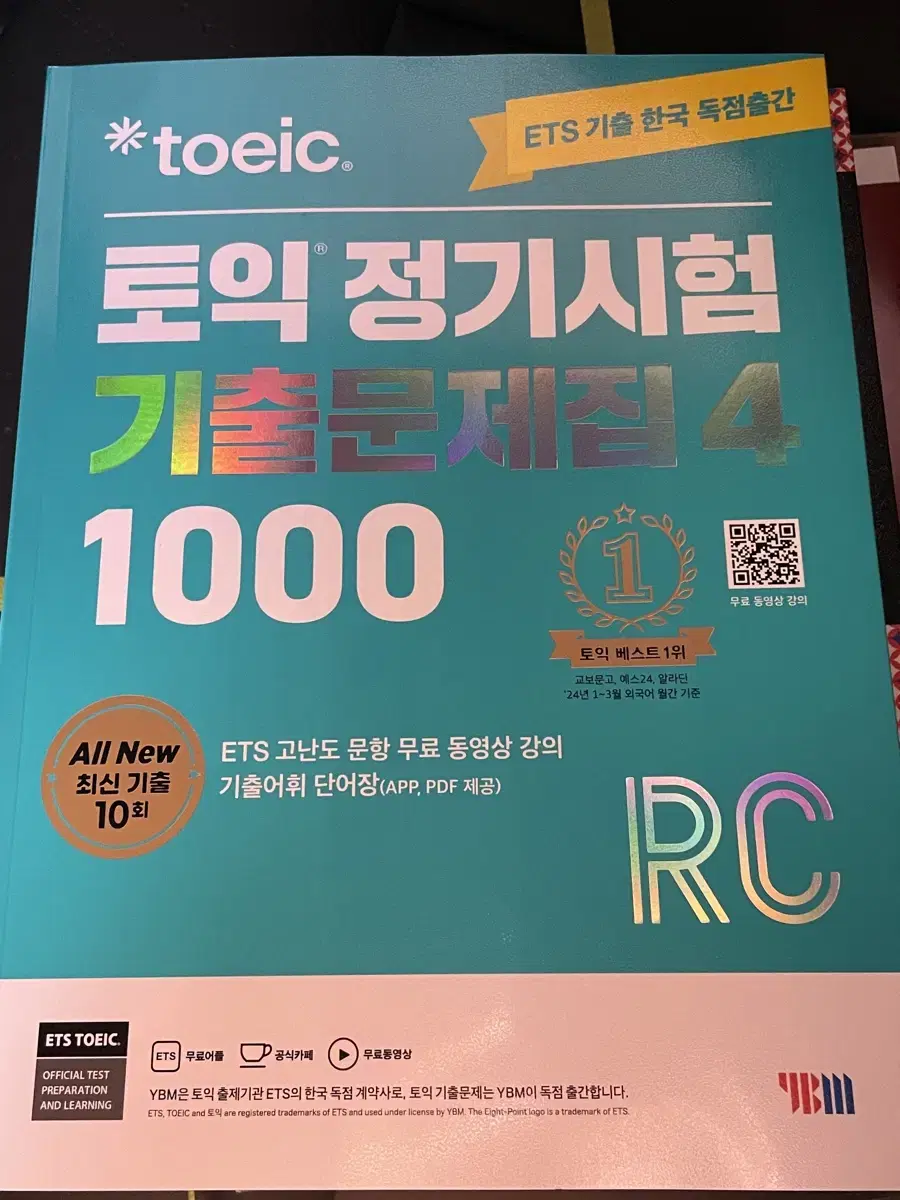 toeic®
ETS 기출 한국 독점출간
토익® 정기시험
기출문제집 4
1000
1
토익 베스트 1위
교보문고, 예스24, 알라딘
'24년 1~3월 외국어 월간 기준
무료 동영상 강의
All New
최신 기출
10회
ETS 고난도 문항 무료 동영상 강의
기출어휘 단어장(APP, PDF 제공)
RC
ETS TOEIC®
OFFICIAL TEST
PREPARATION
AND LEARNING
ETS 무료어플
공식카페
무료동영상
YBM은 토익 출제기관 ETS의 한국 독점 계약사로, 토익 기출문제는 YBM이 독점 출간합니다.
ETS, TOEIC and 토익 are registered trademarks of ETS and used under license by YBM. The Eight-Point logo is a trademark of ETS.
YBM